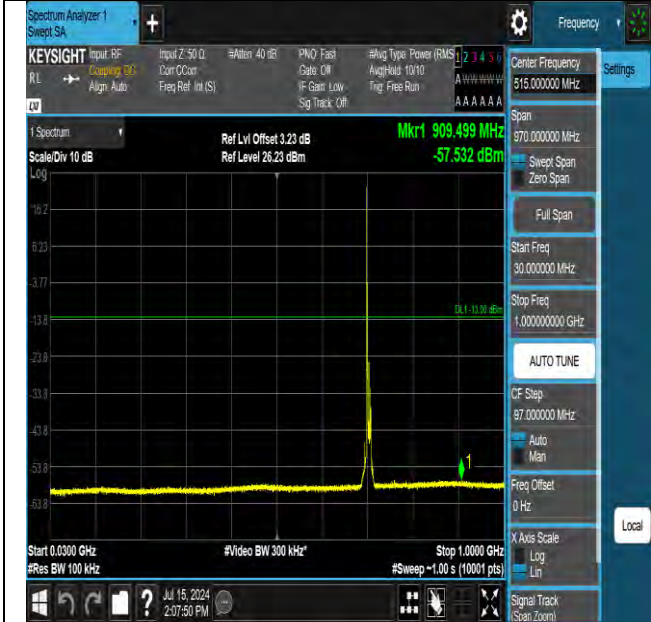 Spectrum Analyzer 1
Swept SA
+
Frequency
KEYSIGHT
RL
LXI
Input: RF
Coupling: DC
Align: Auto
Input Z: 50 Ω
Corr CCorr
Freq Ref: Int (S)
#Atten: 40 dB
PNO: Fast
Gate: Off
IF Gain: Low
Sig Track: Off
#Avg Type: Power (RMS
Avg|Hold: 10/10
Trig: Free Run
1 2 3 4 5 6
A W W W W W
A A A A A A
1 Spectrum
Scale/Div 10 dB
Log
Ref Lvl Offset 3.23 dB
Ref Level 26.23 dBm
Mkr1 909.499 MHz
-57.532 dBm
16.2
6.23
-3.77
-13.8
-23.8
-33.8
-43.8
-53.8
-63.8
DL1 -13.00 dBm
1
Start 0.0300 GHz
#Res BW 100 kHz
#Video BW 300 kHz*
Stop 1.0000 GHz
#Sweep ~1.00 s (10001 pts)
?
Jul 15, 2024
2:07:50 PM
Center Frequency
515.000000 MHz
Settings
Span
970.000000 MHz
Swept Span
Zero Span
Full Span
Start Freq
30.000000 MHz
Stop Freq
1.000000000 GHz
AUTO TUNE
CF Step
97.000000 MHz
Auto
Man
Freq Offset
0 Hz
X Axis Scale
Log
Lin
Local
Signal Track
(Span Zoom)